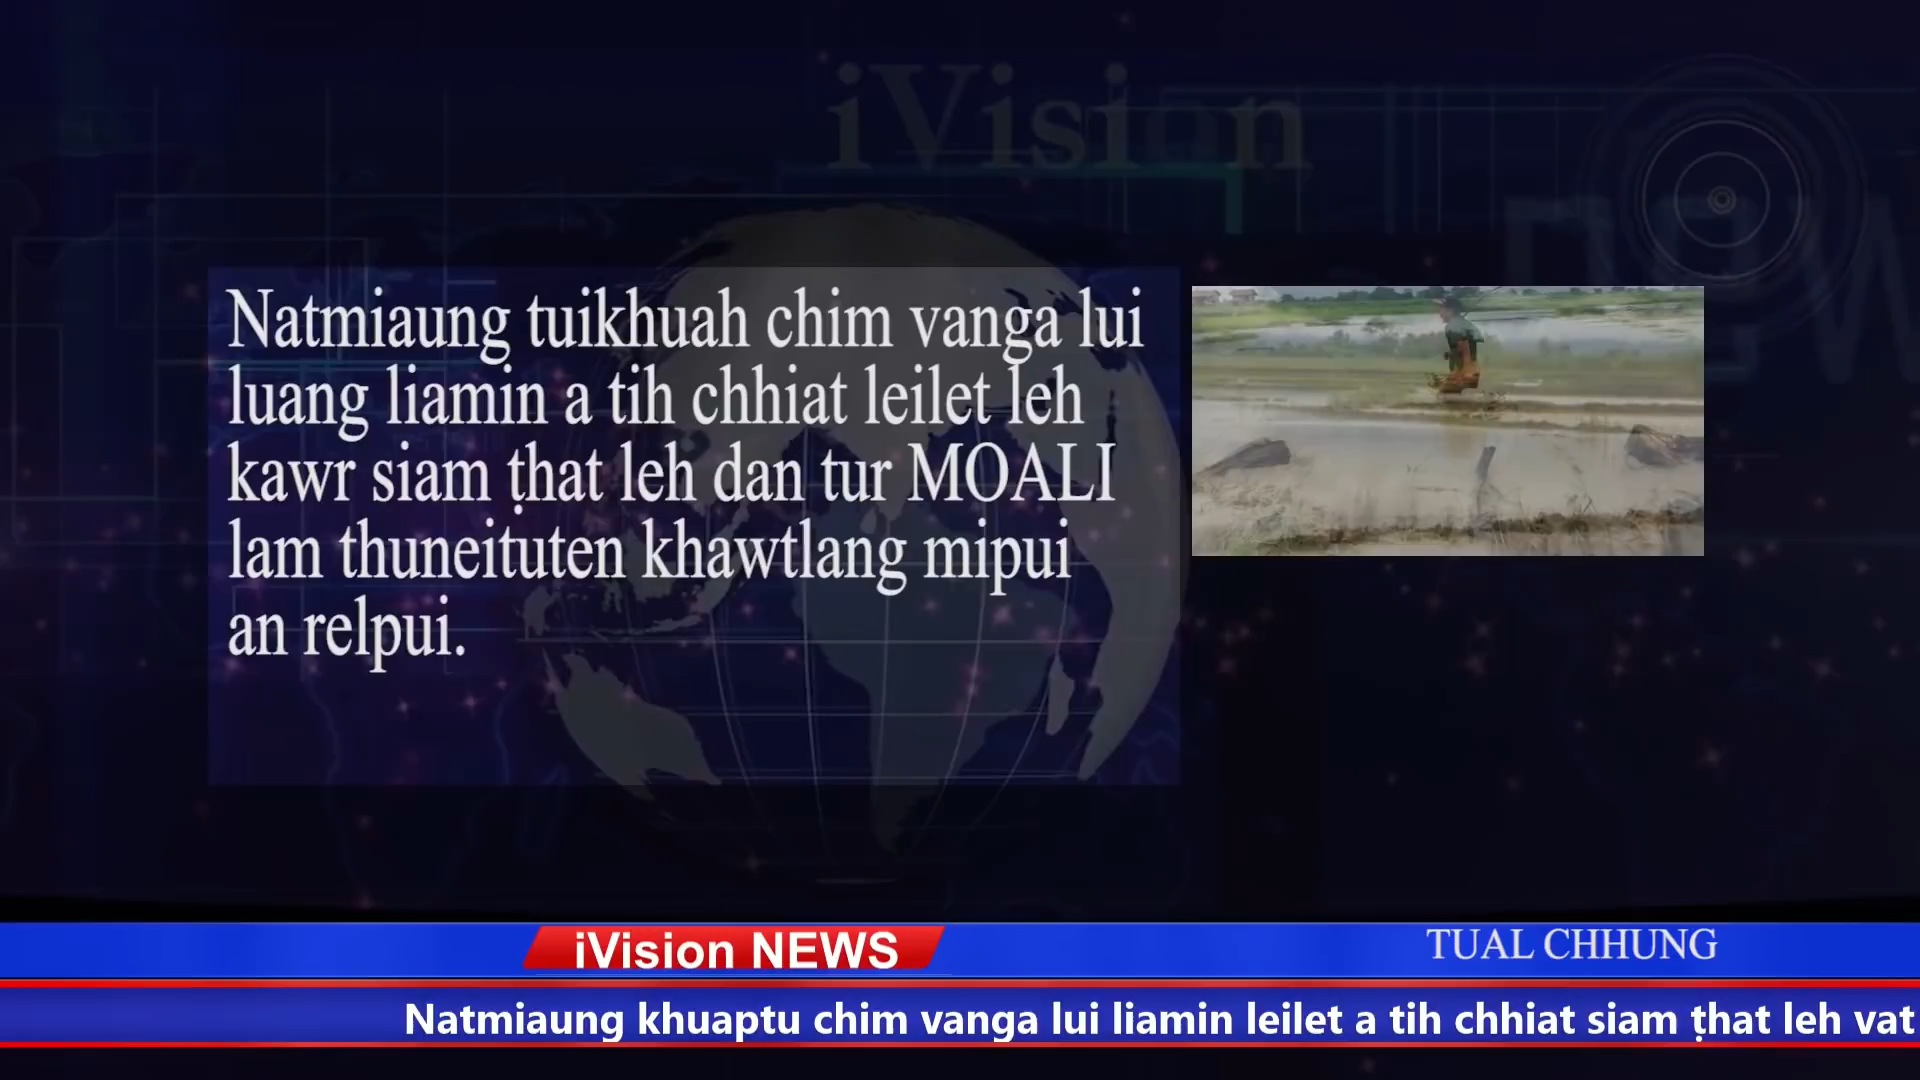 iVision
Natmiaung tuikhuah chim vanga lui
luang liamin a tih chhiat leilet leh
kawr siam ṭhat leh dan tur MOALI
lam thuneituten khawtlang mipui
an relpui.
iVision NEWS
TUAL CHHUNG
Natmiaung khuaptu chim vanga lui liamin leilet a tih chhiat siam ṭhat leh vat